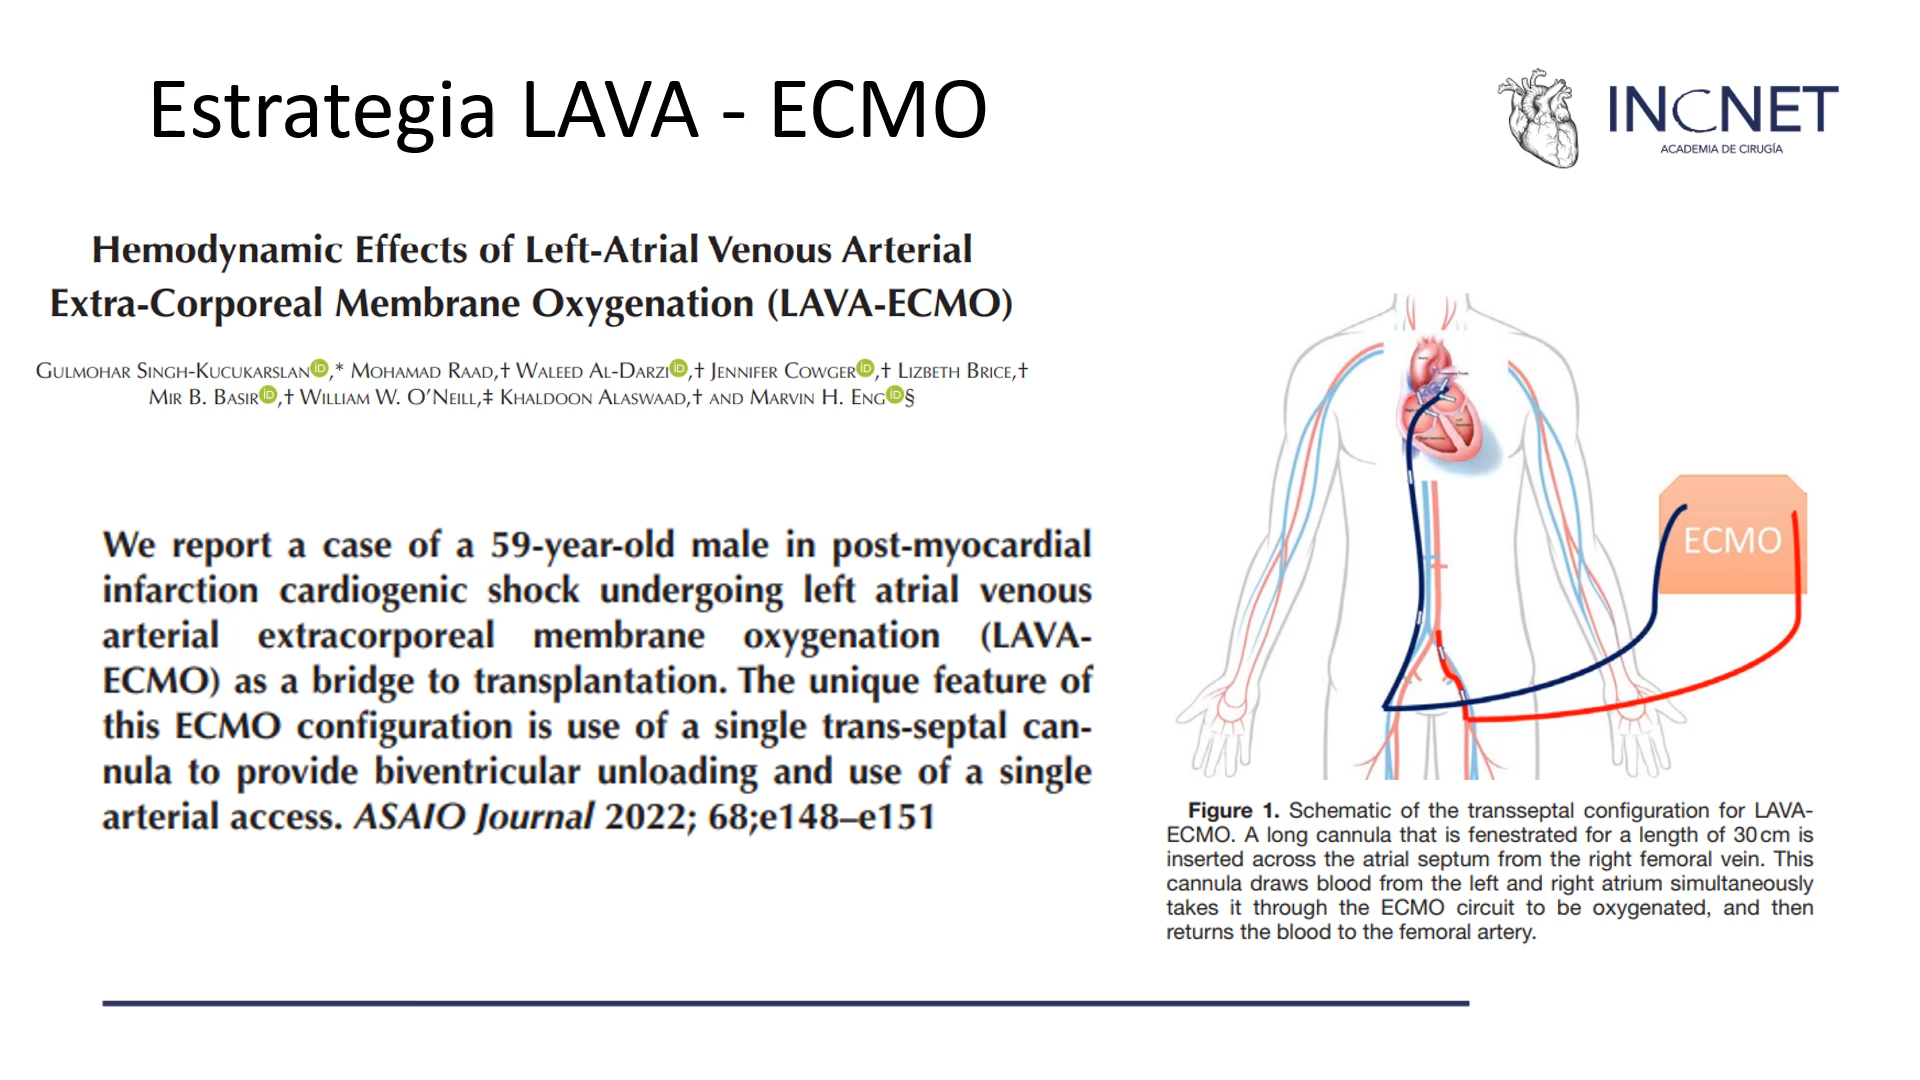 Estrategia LAVA - ECMO
INCNET
ACADEMIA DE CIRUGÍA
Hemodynamic Effects of Left-Atrial Venous Arterial
Extra-Corporeal Membrane Oxygenation (LAVA-ECMO)
Gulmohar Singh-Kucukarslan,* Mohamad Raad,† Waleed Al-Darzi,† Jennifer Cowger,† Lizbeth Brice,†
Mir B. Basir,† William W. O’Neill,‡ Khaldoon Alaswaad,† and Marvin H. Eng§
We report a case of a 59-year-old male in post-myocardial
infarction cardiogenic shock undergoing left atrial venous
arterial extracorporeal membrane oxygenation (LAVA-
ECMO) as a bridge to transplantation. The unique feature of
this ECMO configuration is use of a single trans-septal can-
nula to provide biventricular unloading and use of a single
arterial access. ASAIO Journal 2022; 68;e148–e151
ECMO
Figure 1. Schematic of the transseptal configuration for LAVA-
ECMO. A long cannula that is fenestrated for a length of 30 cm is
inserted across the atrial septum from the right femoral vein. This
cannula draws blood from the left and right atrium simultaneously
takes it through the ECMO circuit to be oxygenated, and then
returns the blood to the femoral artery.